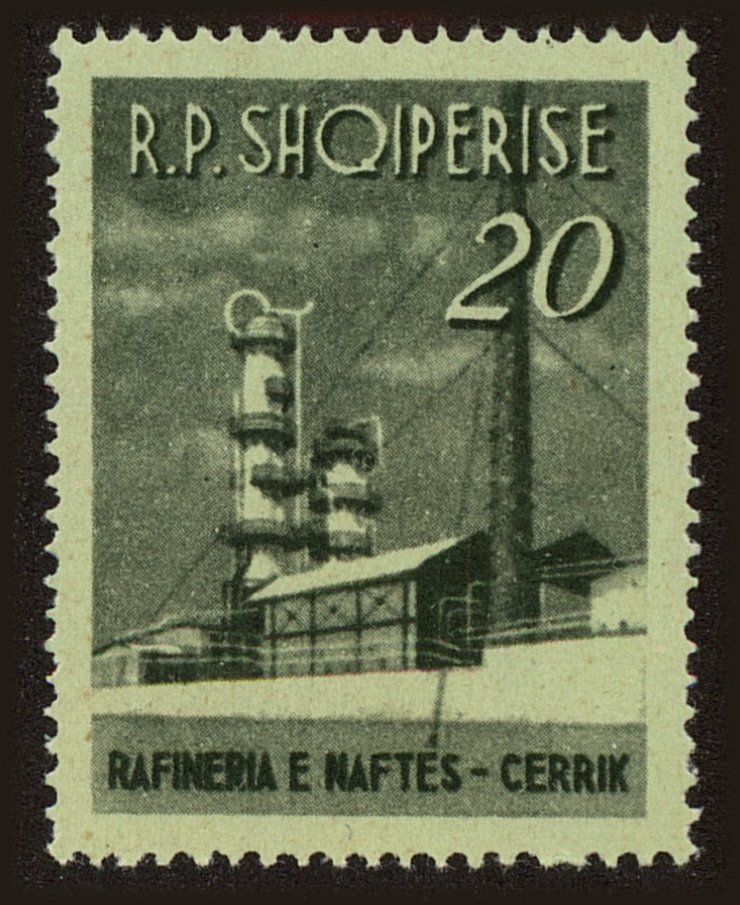 R.P. SHQIPERISE
20
RAFINERIA E NAFTES - CERRIK